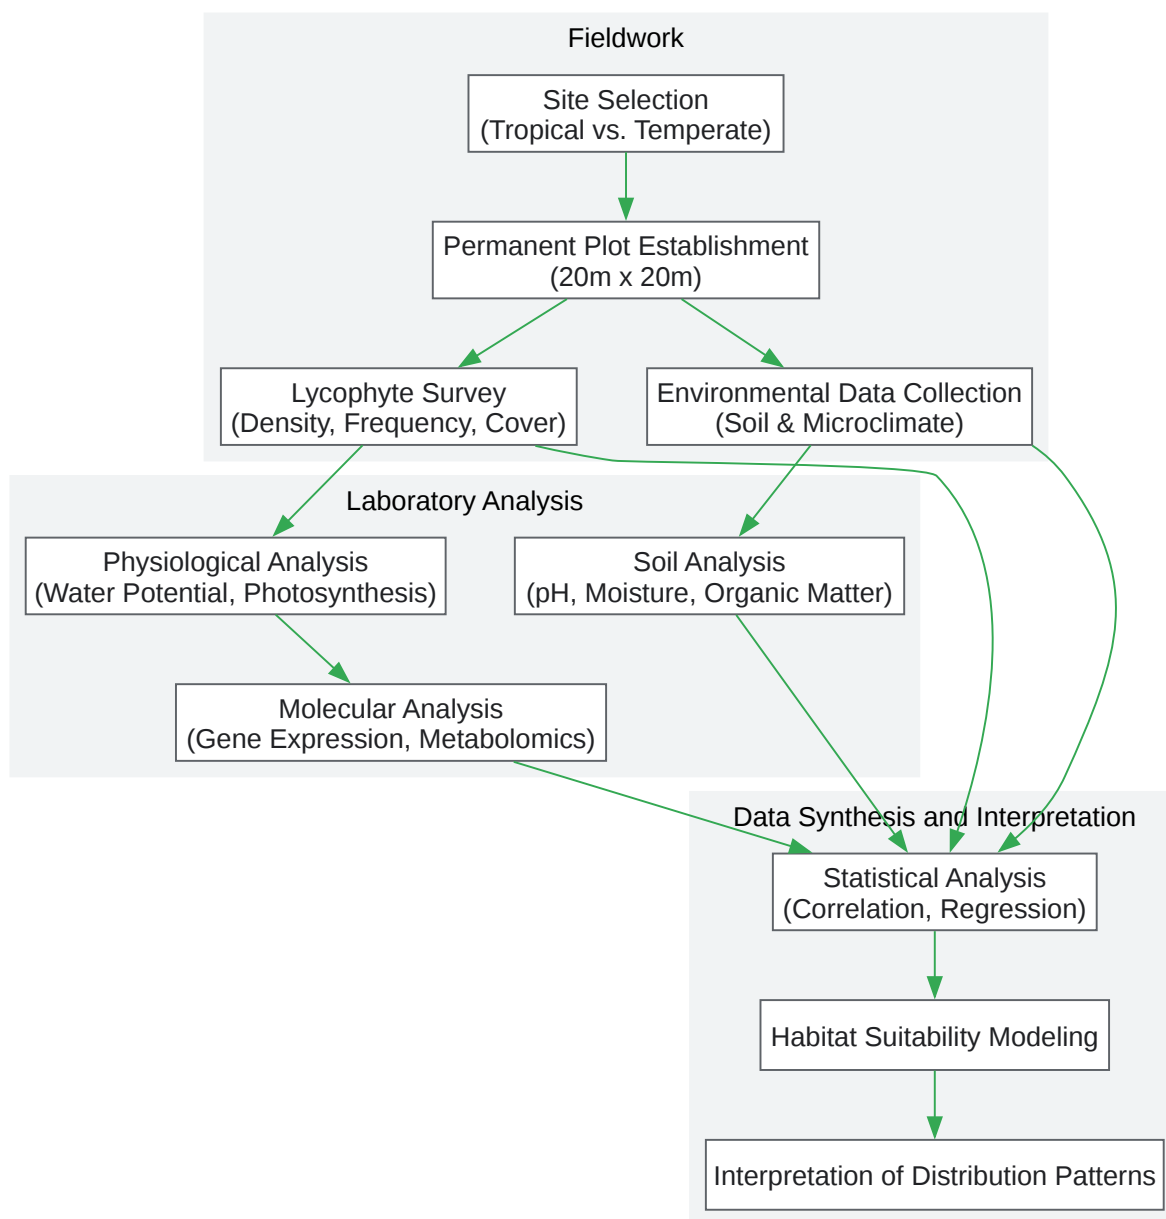 Fieldwork
Site Selection
(Tropical vs. Temperate)
Permanent Plot Establishment
(20m x 20m)
Lycophyte Survey
(Density, Frequency, Cover)
Environmental Data Collection
(Soil & Microclimate)
Laboratory Analysis
Physiological Analysis
(Water Potential, Photosynthesis)
Soil Analysis
(pH, Moisture, Organic Matter)
Molecular Analysis
(Gene Expression, Metabolomics)
Data Synthesis and Interpretation
Statistical Analysis
(Correlation, Regression)
Habitat Suitability Modeling
Interpretation of Distribution Patterns